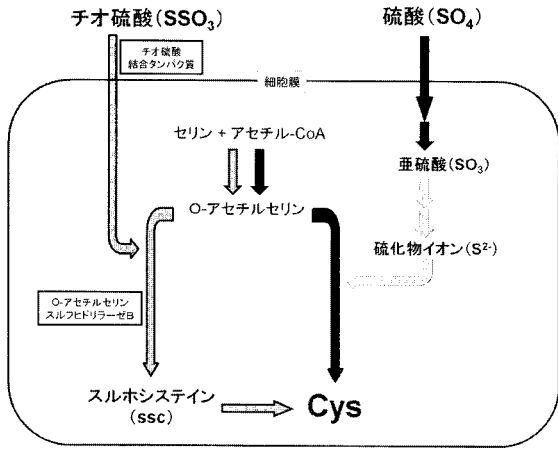 チオ硫酸(SSO₃)
硫酸(SO₄)
チオ硫酸
結合タンパク質
細胞膜
セリン + アセチル-CoA
亜硫酸(SO₃)
O-アセチルセリン
硫化物イオン(S²⁻)
O-アセチルセリン
スルフヒドリラーゼB
スルホシステイン
(ssc)
Cys